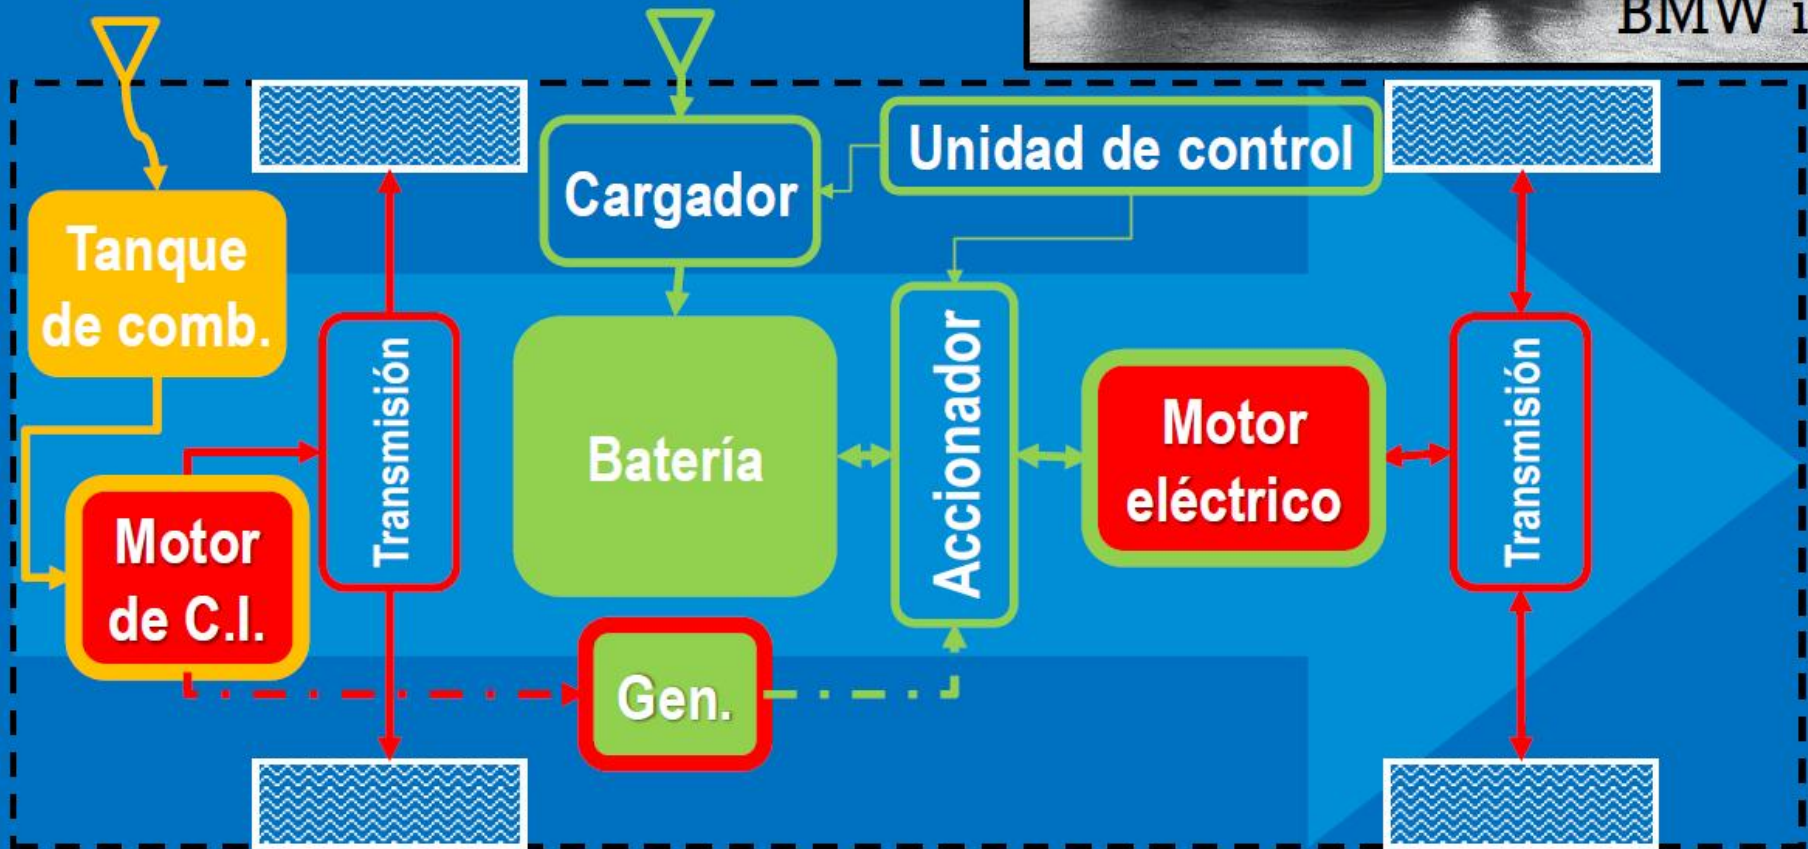 BMW i
Unidad de control
Cargador
Tanque
de comb.
Transmisión
Batería
Accionador
Motor
eléctrico
Transmisión
Motor
de C.I.
Gen.